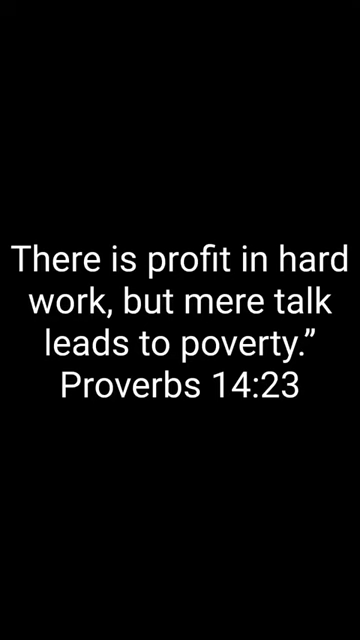 There is profit in hard
work, but mere talk
leads to poverty.”
Proverbs 14:23